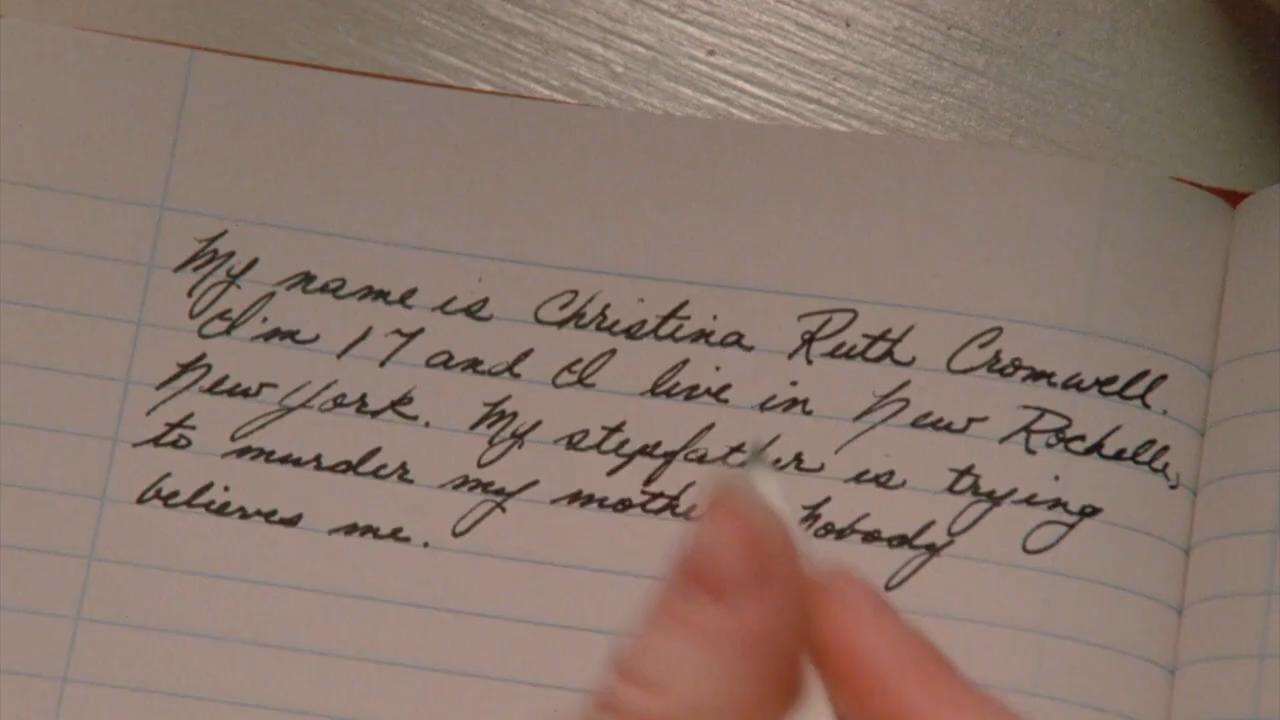 My name is Christina Ruth Cromwell.
I'm 17 and I live in New Rochelle,
New York. My stepfather is trying
to murder my mother nobody
believes me.